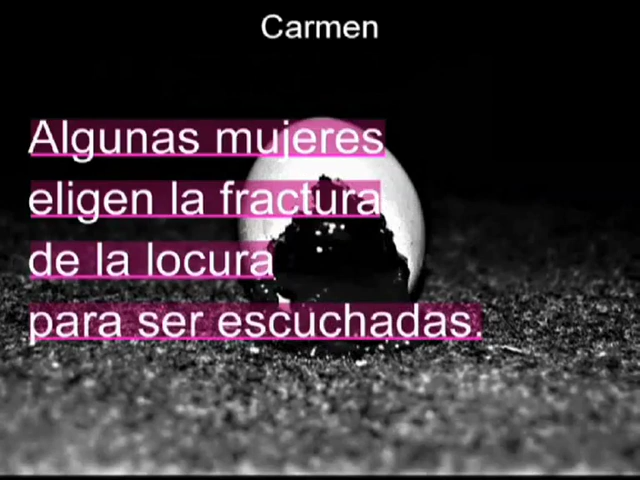 Carmen
Algunas mujeres
eligen la fractura
de la locura
para ser escuchadas.